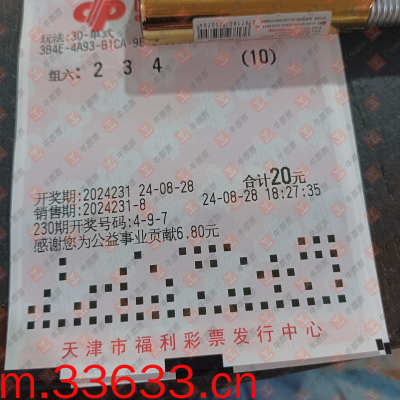 玩法:3D-单式
3B4E-4A93-B1CA-9E
组六: 2 3 4 (10)
合计20元
开奖期:2024231 24-08-28
销售期:2024231-8 24-08-28 18:27:35
230期开奖号码:4-9-7
感谢您为公益事业贡献6.80元
天津市福利彩票发行中心
m.33633.cn